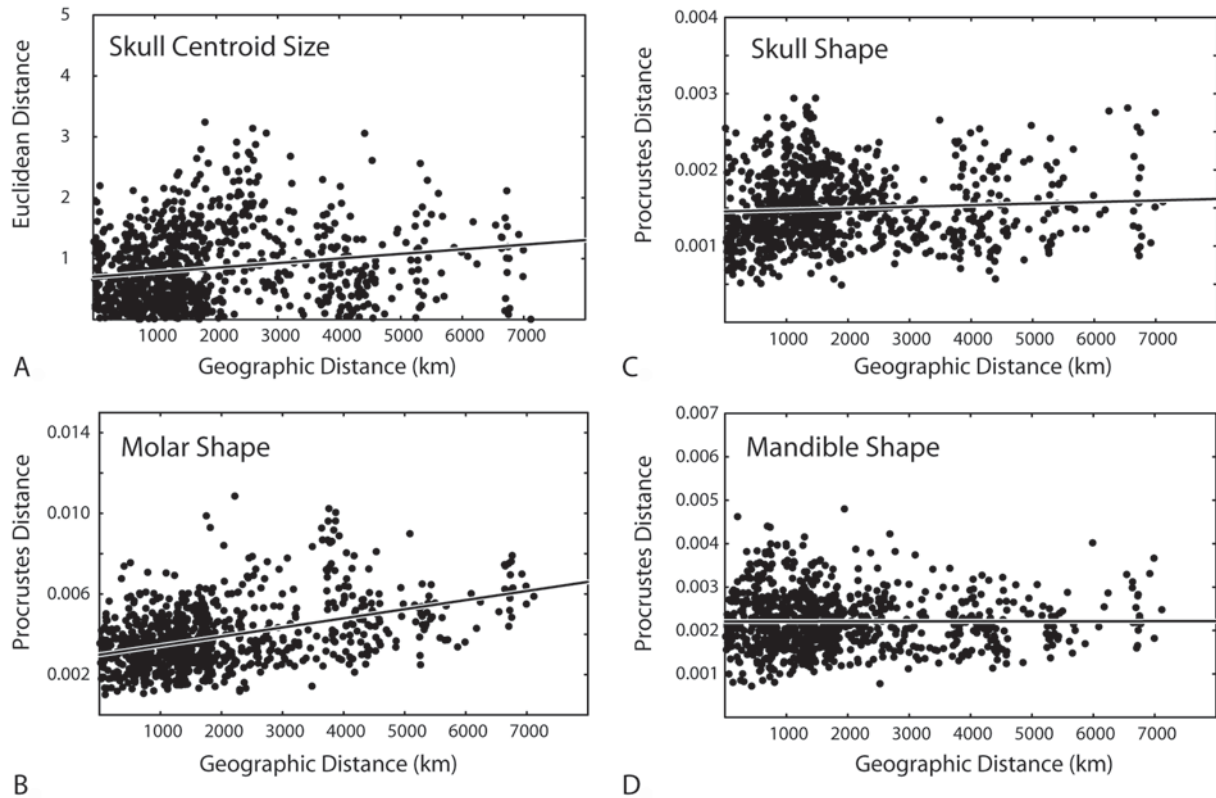 5
4
3
2
1
Euclidean Distance
Skull Centroid Size
1000 2000 3000 4000 5000 6000 7000
Geographic Distance (km)
A
0.004
0.003
0.002
0.001
Procrustes Distance
Skull Shape
1000 2000 3000 4000 5000 6000 7000
Geographic Distance (km)
C
0.014
0.010
0.006
0.002
Procrustes Distance
Molar Shape
1000 2000 3000 4000 5000 6000 7000
Geographic Distance (km)
B
0.007
0.006
0.005
0.004
0.003
0.002
0.001
Procrustes Distance
Mandible Shape
1000 2000 3000 4000 5000 6000 7000
Geographic Distance (km)
D